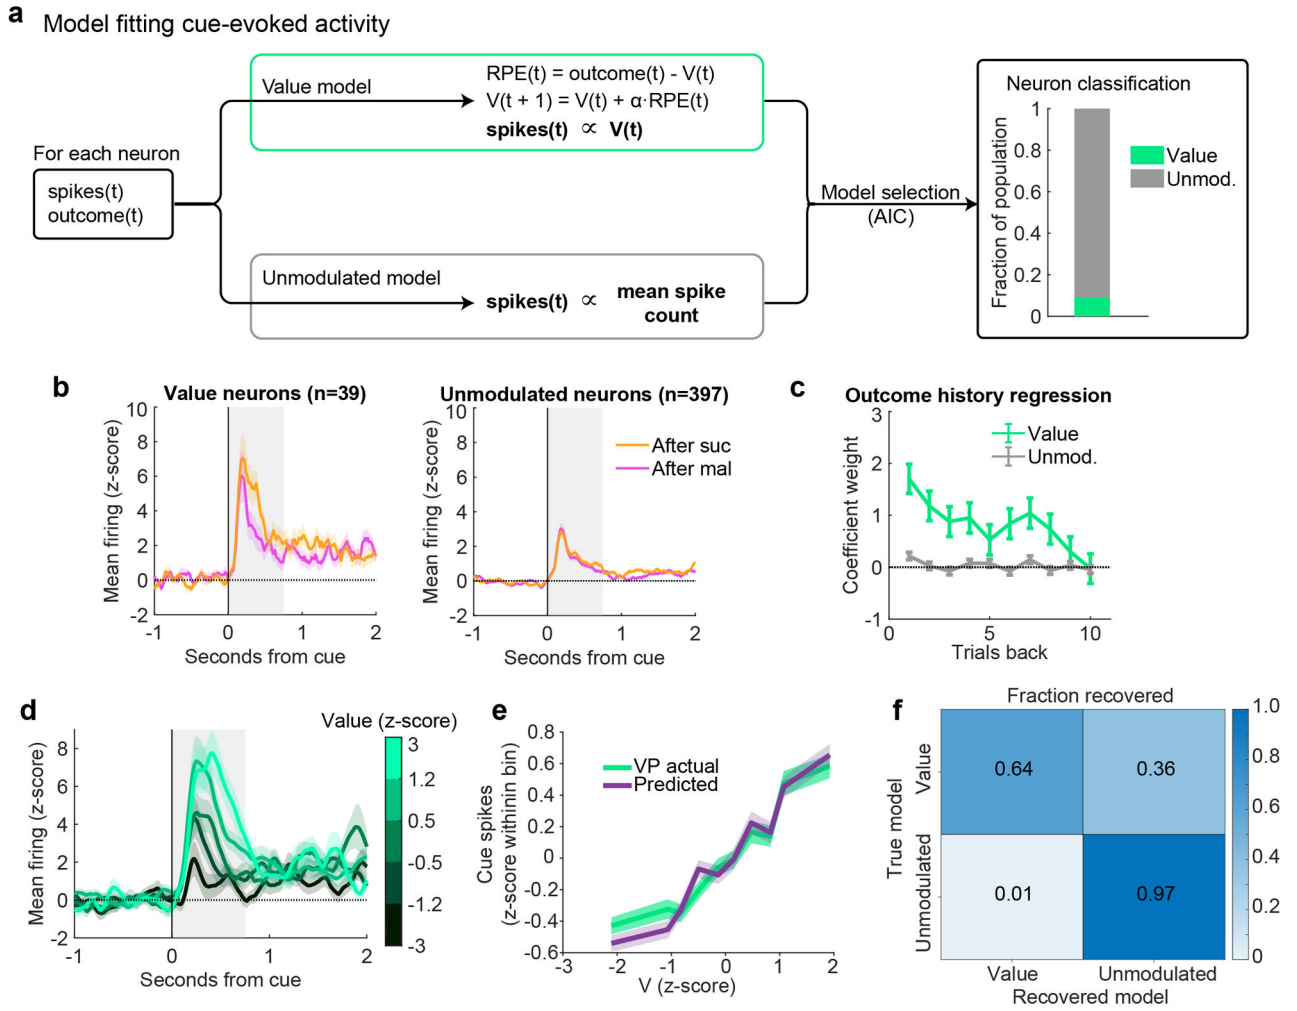 a Model fitting cue-evoked activity
For each neuron
spikes(t)
outcome(t)
Value model
RPE(t) = outcome(t) - V(t)
V(t + 1) = V(t) + α·RPE(t)
spikes(t) ∝ V(t)
Unmodulated model
spikes(t) ∝ mean spike
count
Model selection
(AIC)
Neuron classification
Fraction of population
1
0.8
0.6
0.4
0.2
0
Value
Unmod.
b
Value neurons (n=39)
Mean firing (z-score)
10
8
6
4
2
0
-2
-1 0 1 2
Seconds from cue
Unmodulated neurons (n=397)
Mean firing (z-score)
10
8
6
4
2
0
-2
-1 0 1 2
Seconds from cue
After suc
After mal
c
Outcome history regression
Coefficient weight
3
2
1
0
-1
0 5 10
Trials back
Value
Unmod.
d
Mean firing (z-score)
8
6
4
2
0
-2
-1 0 1 2
Seconds from cue
Value (z-score)
3
1.2
0.5
-0.5
-1.2
-3
e
Cue spikes
(z-score withinin bin)
0.8
0.6
0.4
0.2
0
-0.2
-0.4
-0.6
-3 -2 -1 0 1 2
V (z-score)
VP actual
Predicted
f
Fraction recovered
True model
Value
Unmodulated
0.64 0.36
0.01 0.97
Value Unmodulated
Recovered model
1.0
0.8
0.6
0.4
0.2
0